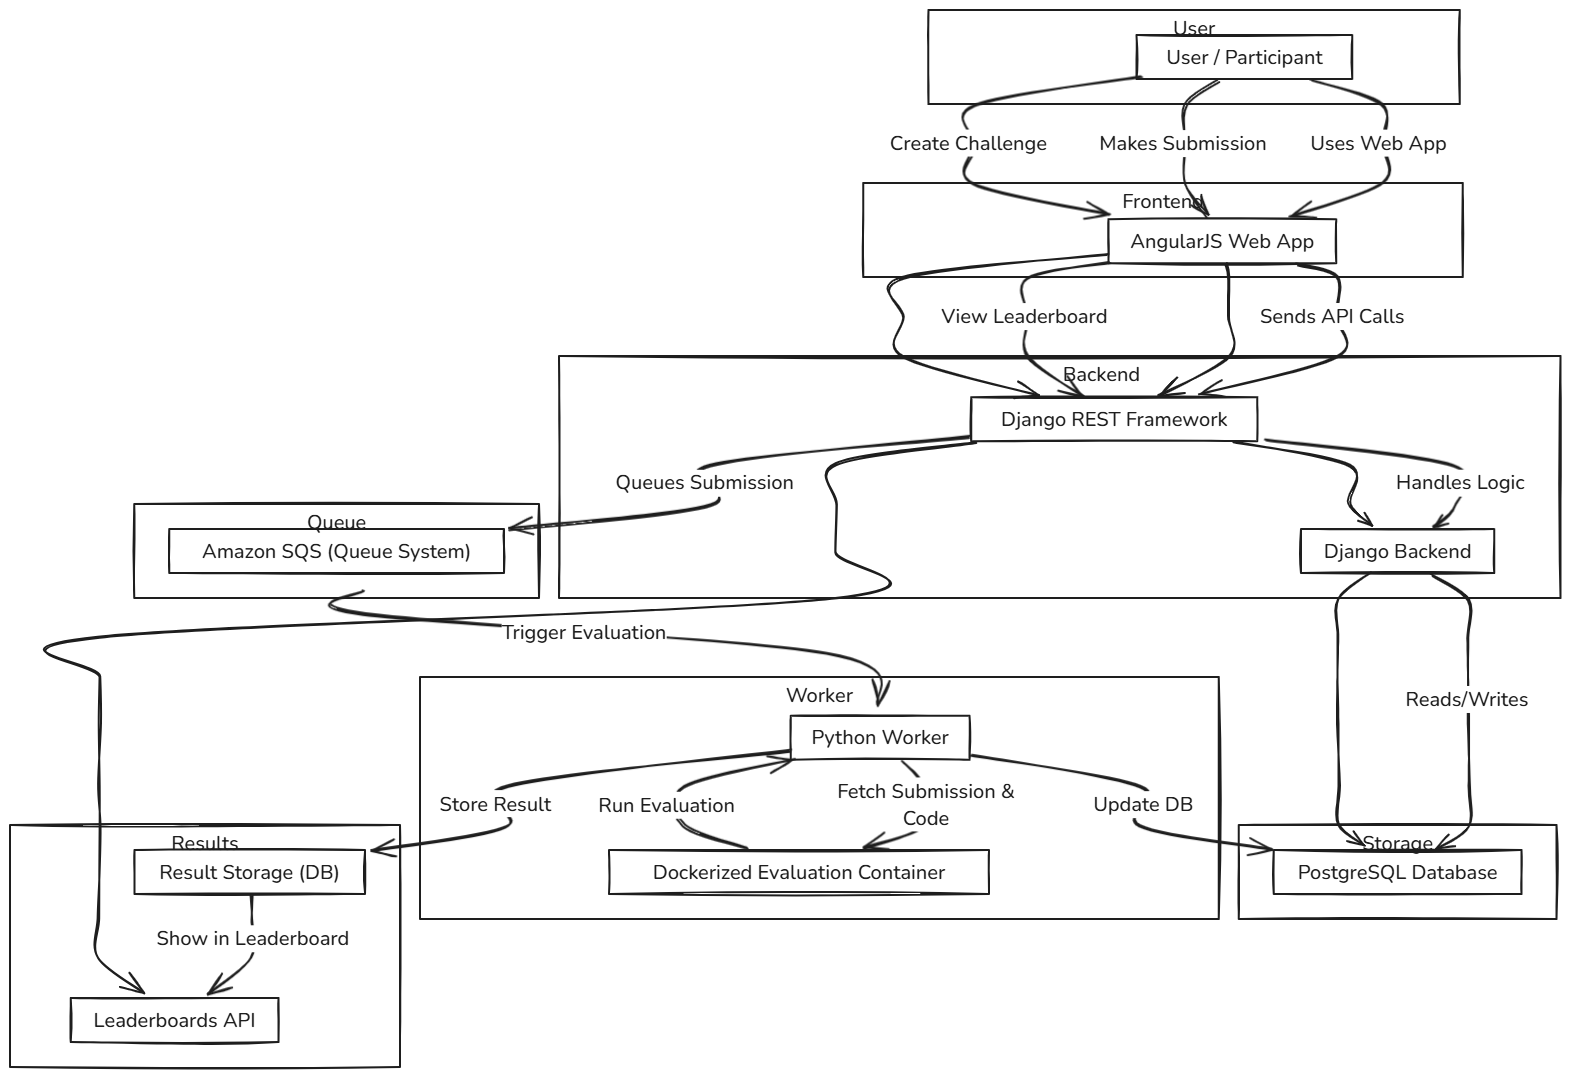 User
User / Participant
Create Challenge
Makes Submission
Uses Web App
Frontend
AngularJS Web App
View Leaderboard
Sends API Calls
Backend
Django REST Framework
Queues Submission
Handles Logic
Queue
Amazon SQS (Queue System)
Django Backend
Trigger Evaluation
Worker
Reads/Writes
Python Worker
Store Result
Run Evaluation
Fetch Submission &
Code
Update DB
Results
Result Storage (DB)
Dockerized Evaluation Container
Storage
PostgreSQL Database
Show in Leaderboard
Leaderboards API